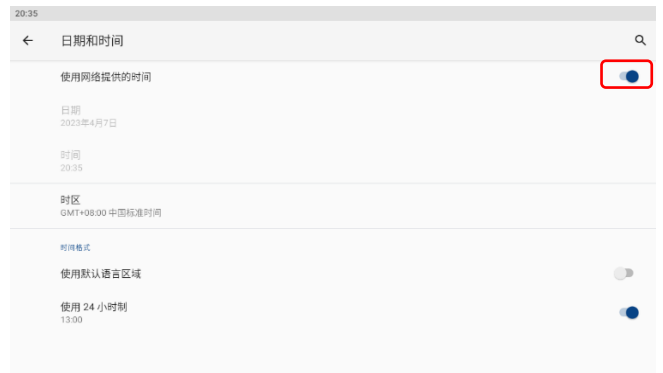 20:35
日期和时间
使用网络提供的时间
日期
2023年4月7日
时间
20:35
时区
GMT+08:00 中国标准时间
时间格式
使用默认语言区域
使用 24 小时制
13:00